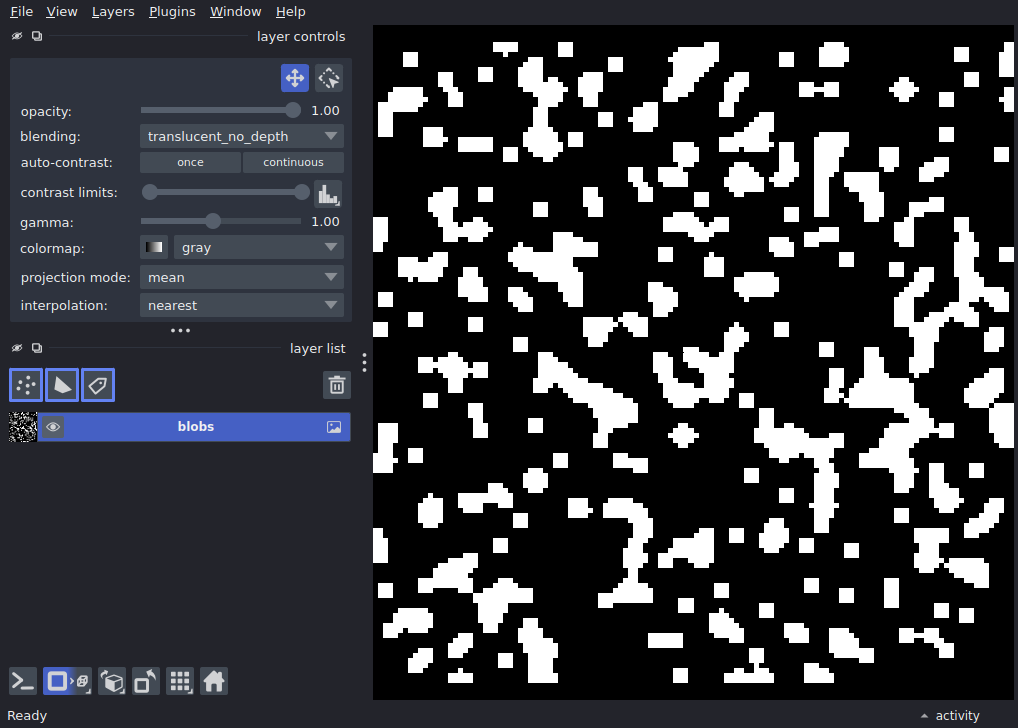 File View Layers Plugins Window Help
layer controls
opacity: 1.00
blending: translucent_no_depth
auto-contrast: once continuous
contrast limits:
gamma: 1.00
colormap: gray
projection mode: mean
interpolation: nearest
layer list
blobs
Ready activity